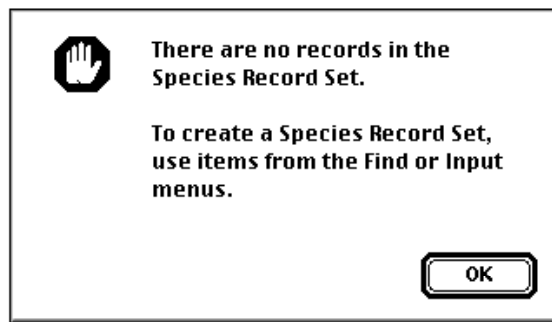 There are no records in the
Species Record Set.
To create a Species Record Set,
use items from the Find or Input
menus.
OK